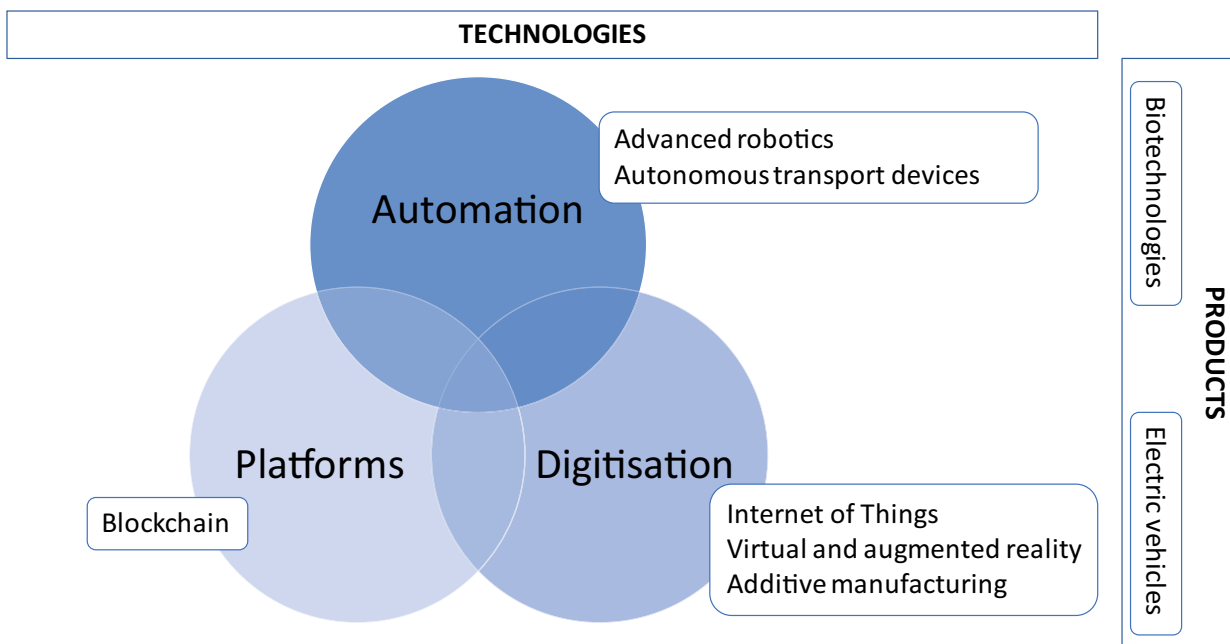 TECHNOLOGIES
Advanced robotics
Autonomous transport devices
Automation
Platforms
Digitisation
Blockchain
Internet of Things
Virtual and augmented reality
Additive manufacturing
Biotechnologies
PRODUCTS
Electric vehicles